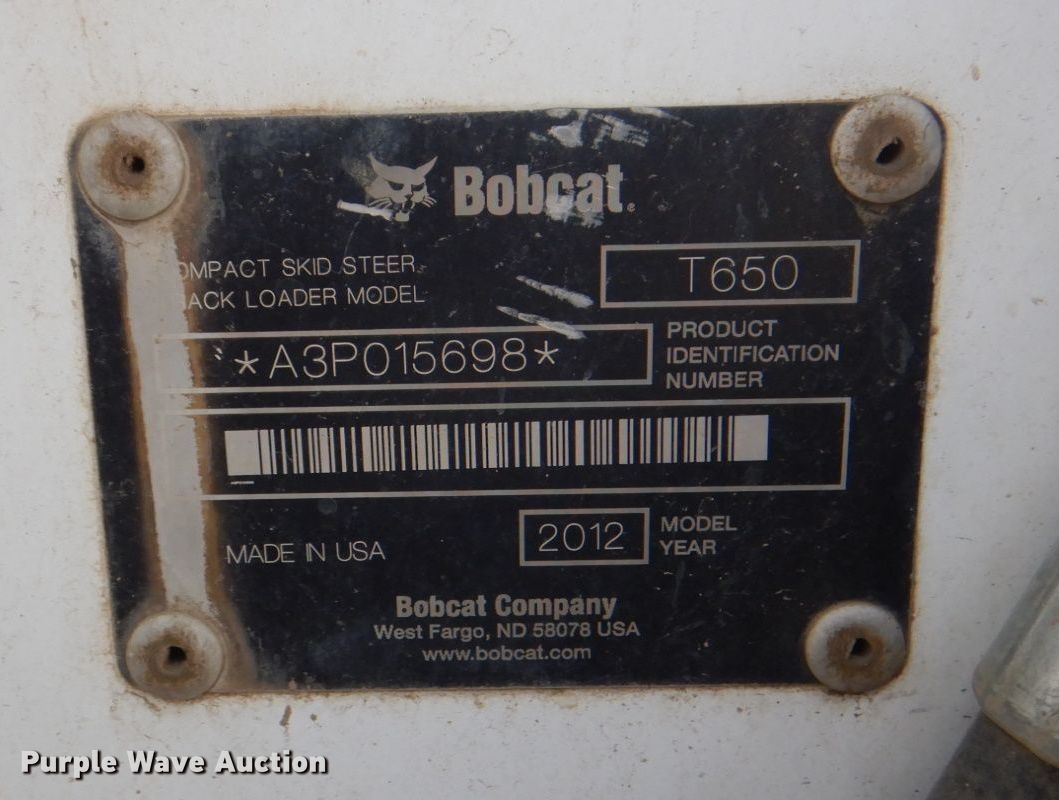 Bobcat®
OMPACT SKID STEER
ACK LOADER MODEL
T650
*A3P015698*
PRODUCT
IDENTIFICATION
NUMBER
MADE IN USA
2012
MODEL
YEAR
Bobcat Company
West Fargo, ND 58078 USA
www.bobcat.com
Purple Wave Auction